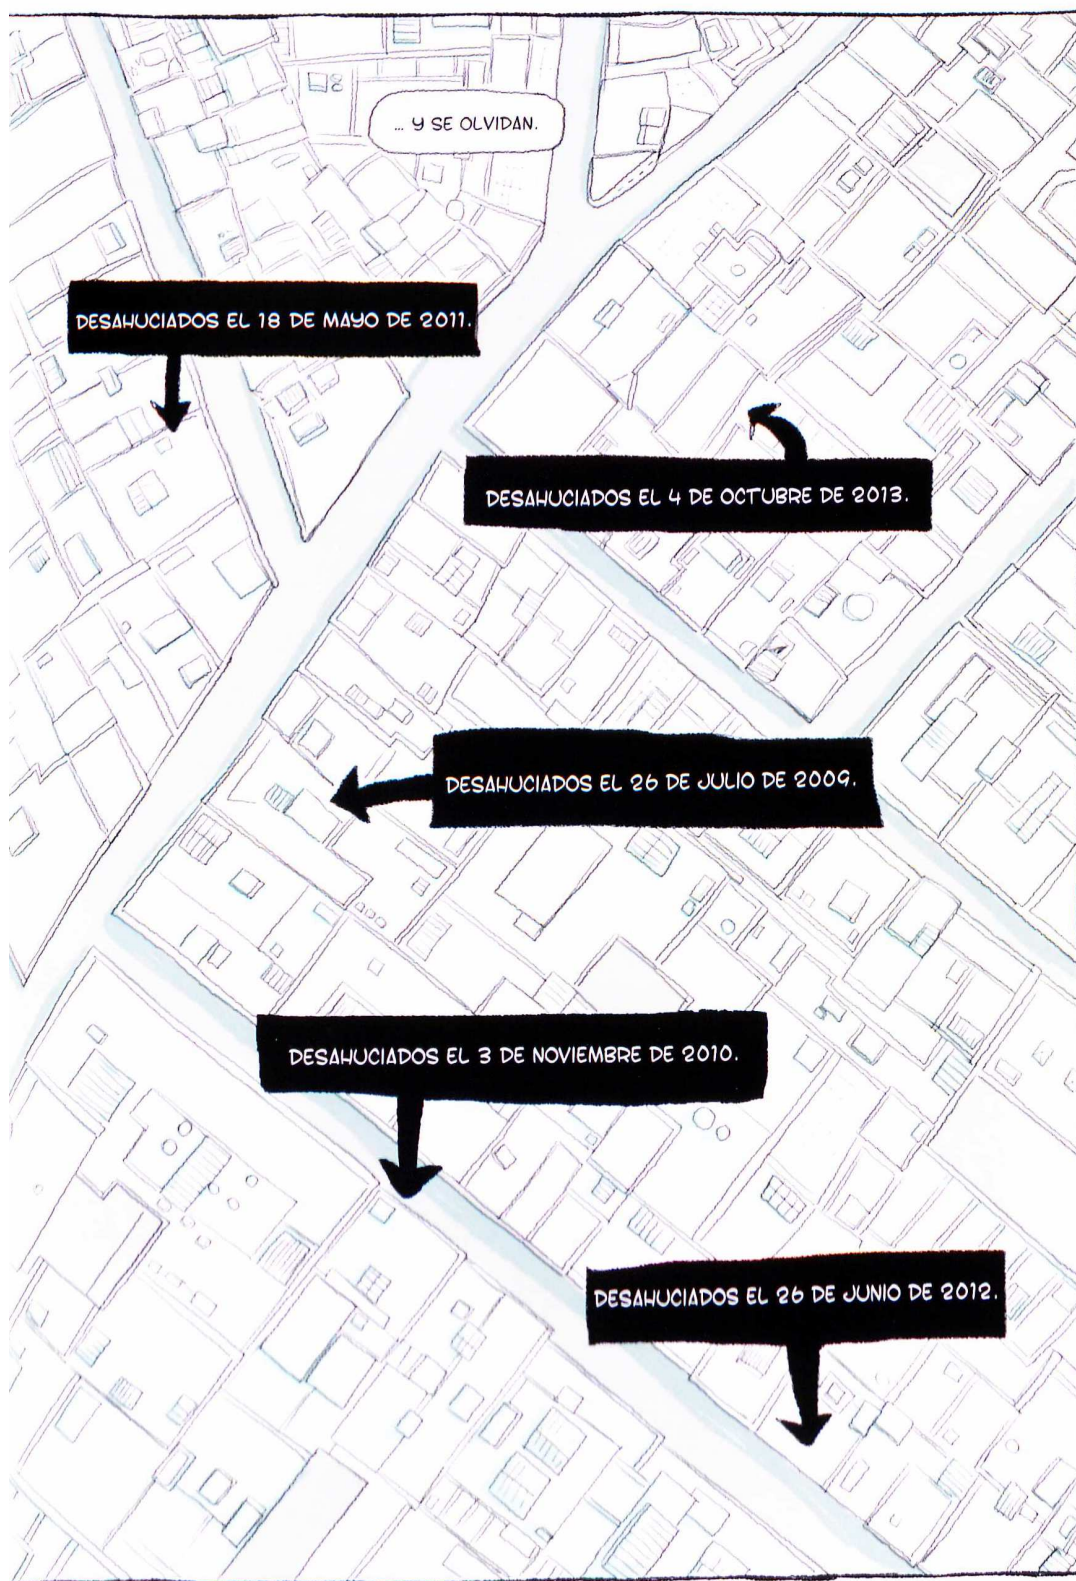 ... Y SE OLVIDAN.
DESAHUCIADOS EL 18 DE MAYO DE 2011.
DESAHUCIADOS EL 4 DE OCTUBRE DE 2013.
DESAHUCIADOS EL 26 DE JULIO DE 2009.
DESAHUCIADOS EL 3 DE NOVIEMBRE DE 2010.
DESAHUCIADOS EL 26 DE JUNIO DE 2012.